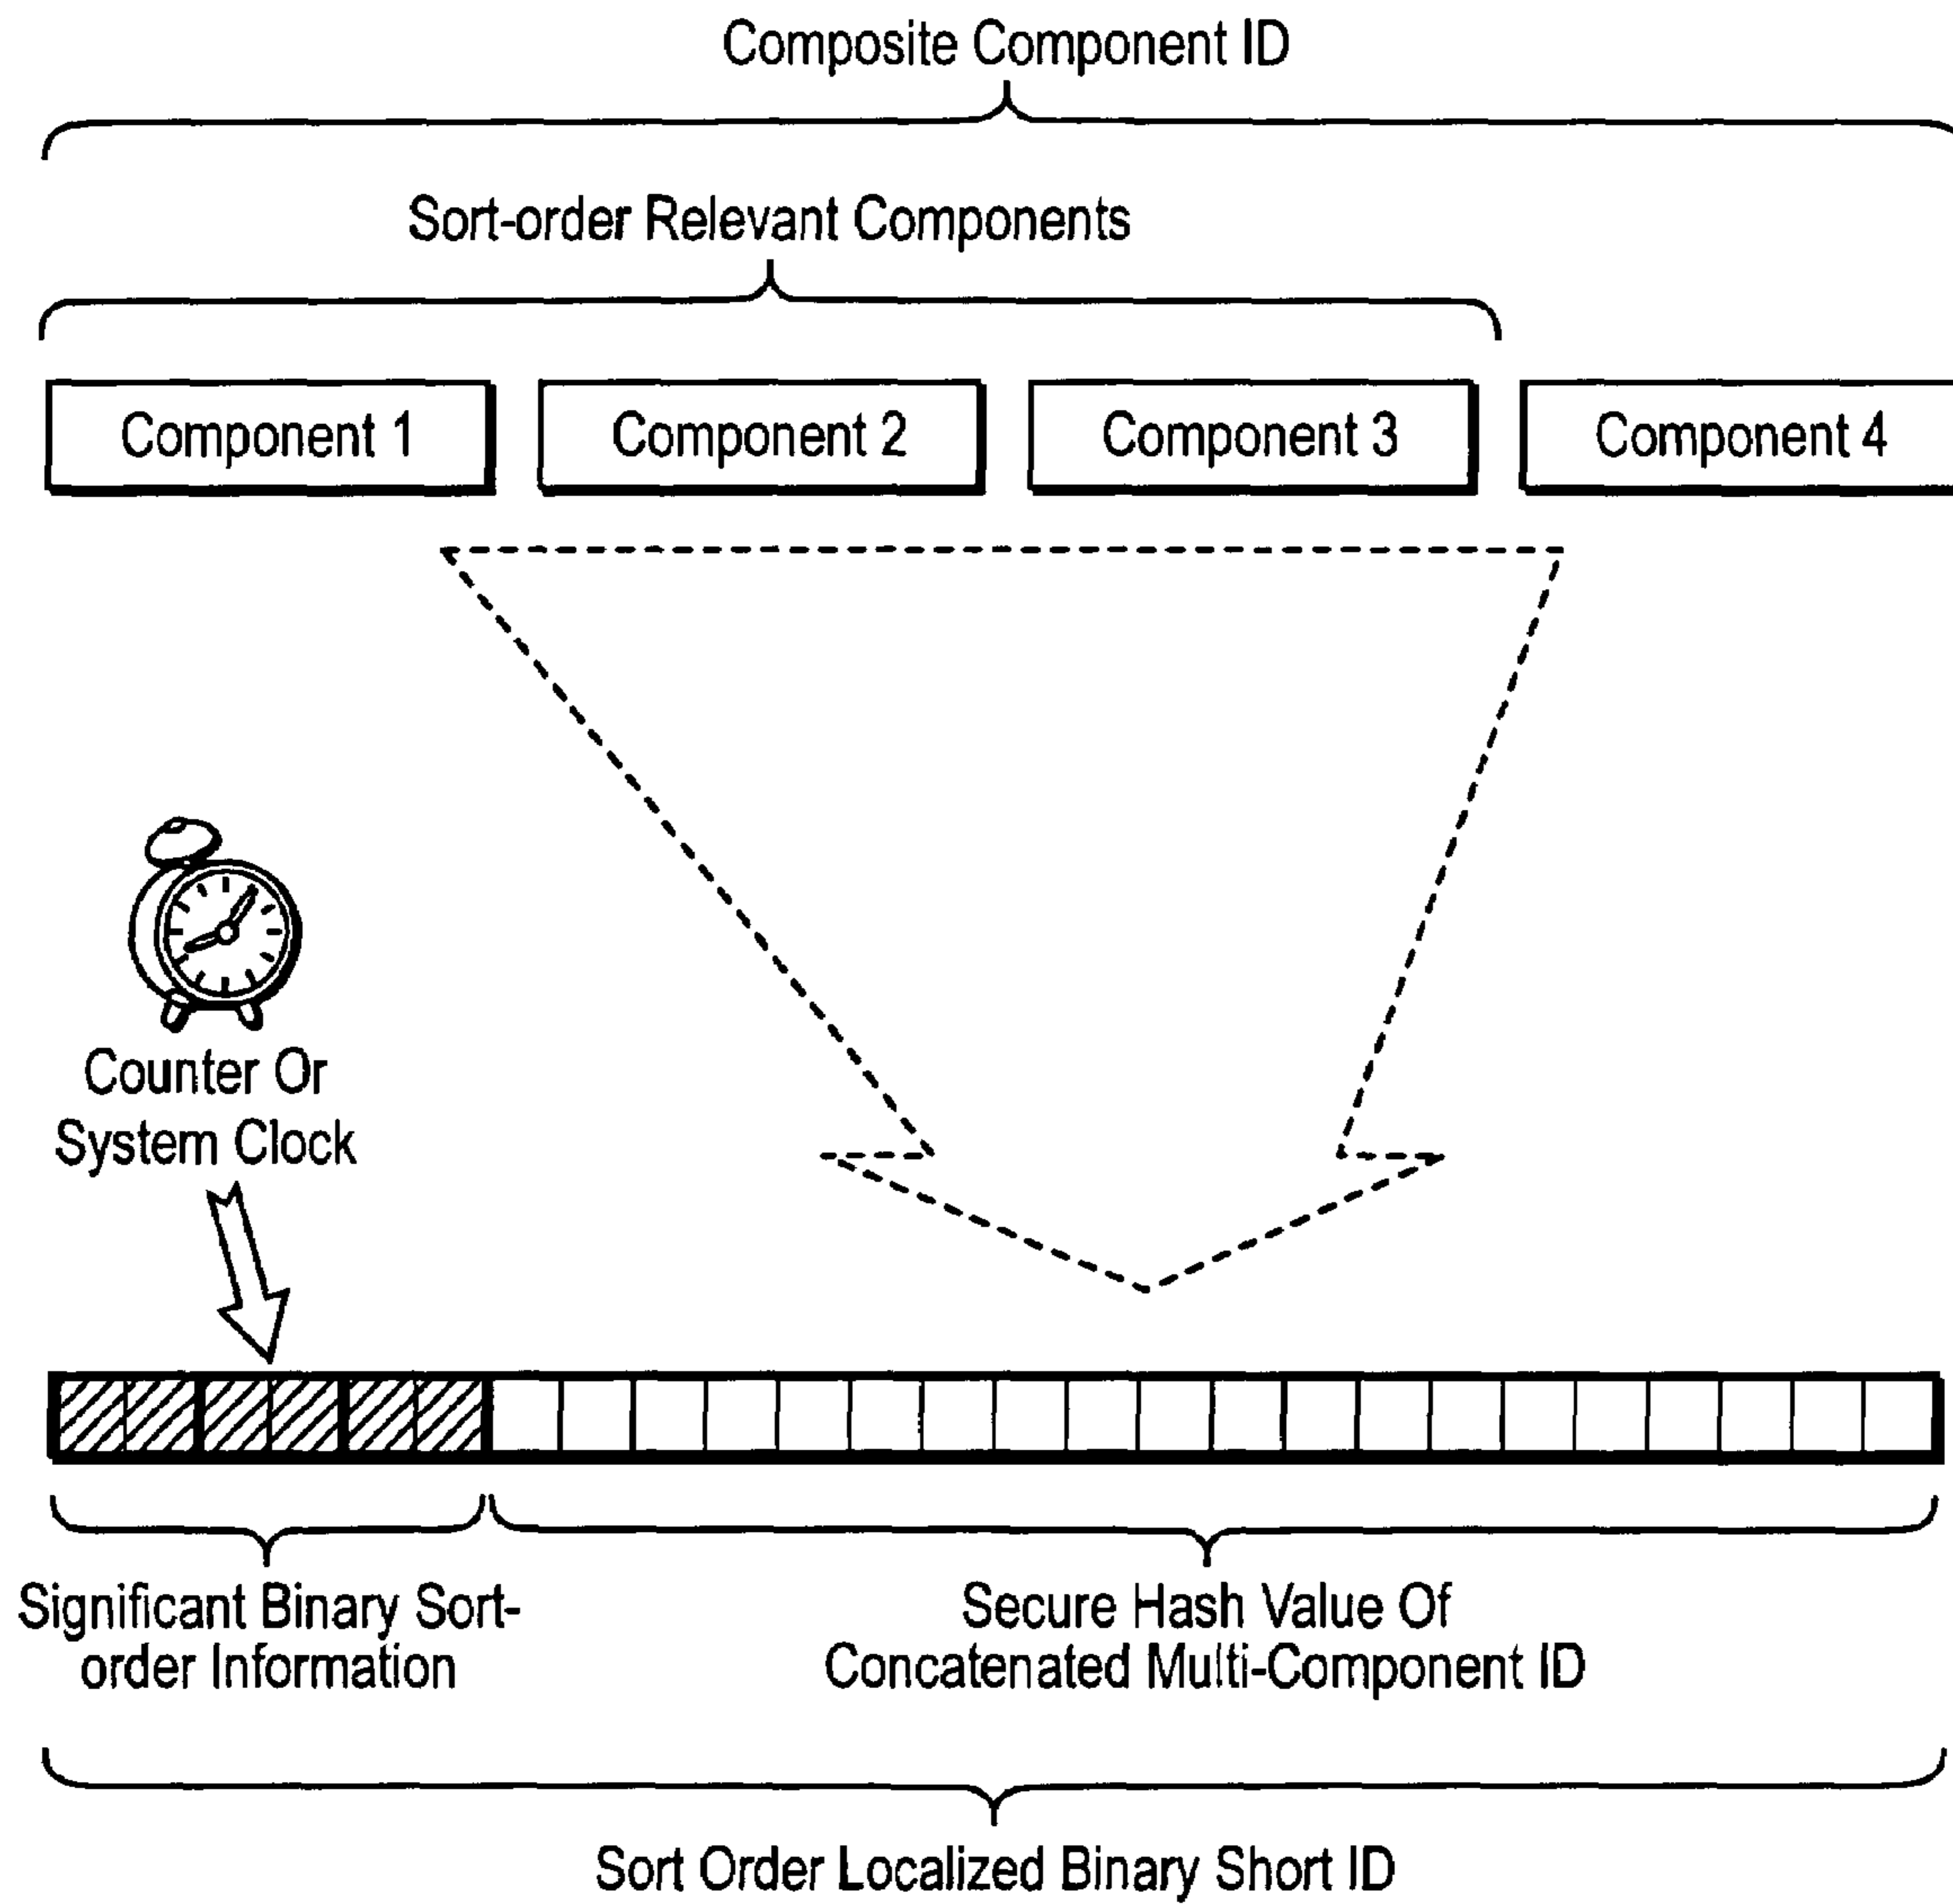 Composite Component ID
Sort-order Relevant Components
Component 1
Component 2
Component 3
Component 4
Counter Or
System Clock
Significant Binary Sort-
order Information
Secure Hash Value Of
Concatenated Multi-Component ID
Sort Order Localized Binary Short ID